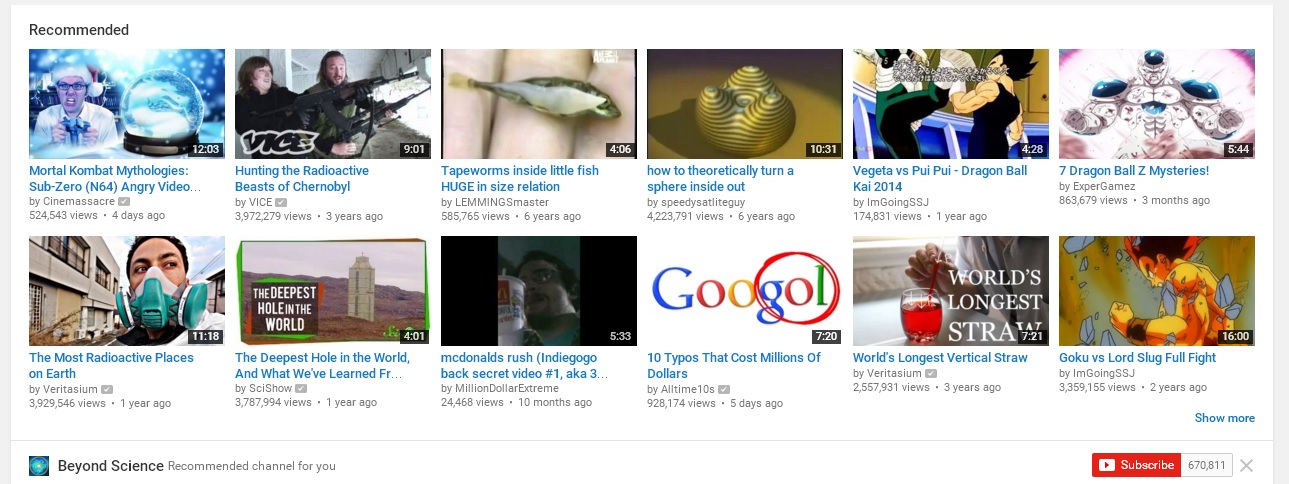 Recommended
12:03
VICE
9:01
4:06
10:31
4:28
5:44
Mortal Kombat Mythologies:
Sub-Zero (N64) Angry Video...
by Cinemassacre
524,543 views • 4 days ago
Hunting the Radioactive
Beasts of Chernobyl
by VICE
3,972,279 views • 3 years ago
Tapeworms inside little fish
HUGE in size relation
by LEMMINGSmaster
585,765 views • 6 years ago
how to theoretically turn a
sphere inside out
by speedysatliteguy
4,223,791 views • 6 years ago
Vegeta vs Pui Pui - Dragon Ball
Kai 2014
by ImGoingSSJ
174,831 views • 1 year ago
7 Dragon Ball Z Mysteries!
by ExperGamez
863,679 views • 3 months ago
11:18
THE DEEPEST
HOLE IN THE
WORLD
4:01
5:33
Googol
7:20
WORLD'S
LONGEST
STRAW
7:21
16:00
The Most Radioactive Places
on Earth
by Veritasium
3,929,546 views • 1 year ago
The Deepest Hole in the World,
And What We've Learned Fr...
by SciShow
3,787,994 views • 1 year ago
mcdonalds rush (Indiegogo
back secret video #1, aka 3...
by MillionDollarExtreme
24,468 views • 10 months ago
10 Typos That Cost Millions Of
Dollars
by Alltime10s
928,174 views • 5 days ago
World's Longest Vertical Straw
by Veritasium
2,557,931 views • 3 years ago
Goku vs Lord Slug Full Fight
by ImGoingSSJ
3,359,155 views • 2 years ago
Show more
Beyond Science Recommended channel for you
Subscribe 670,811